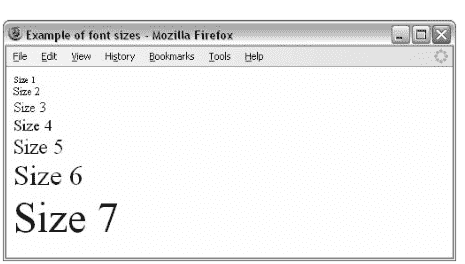 Example of font sizes - Mozilla Firefox
File Edit View History Bookmarks Tools Help
Size 1
Size 2
Size 3
Size 4
Size 5
Size 6
Size 7